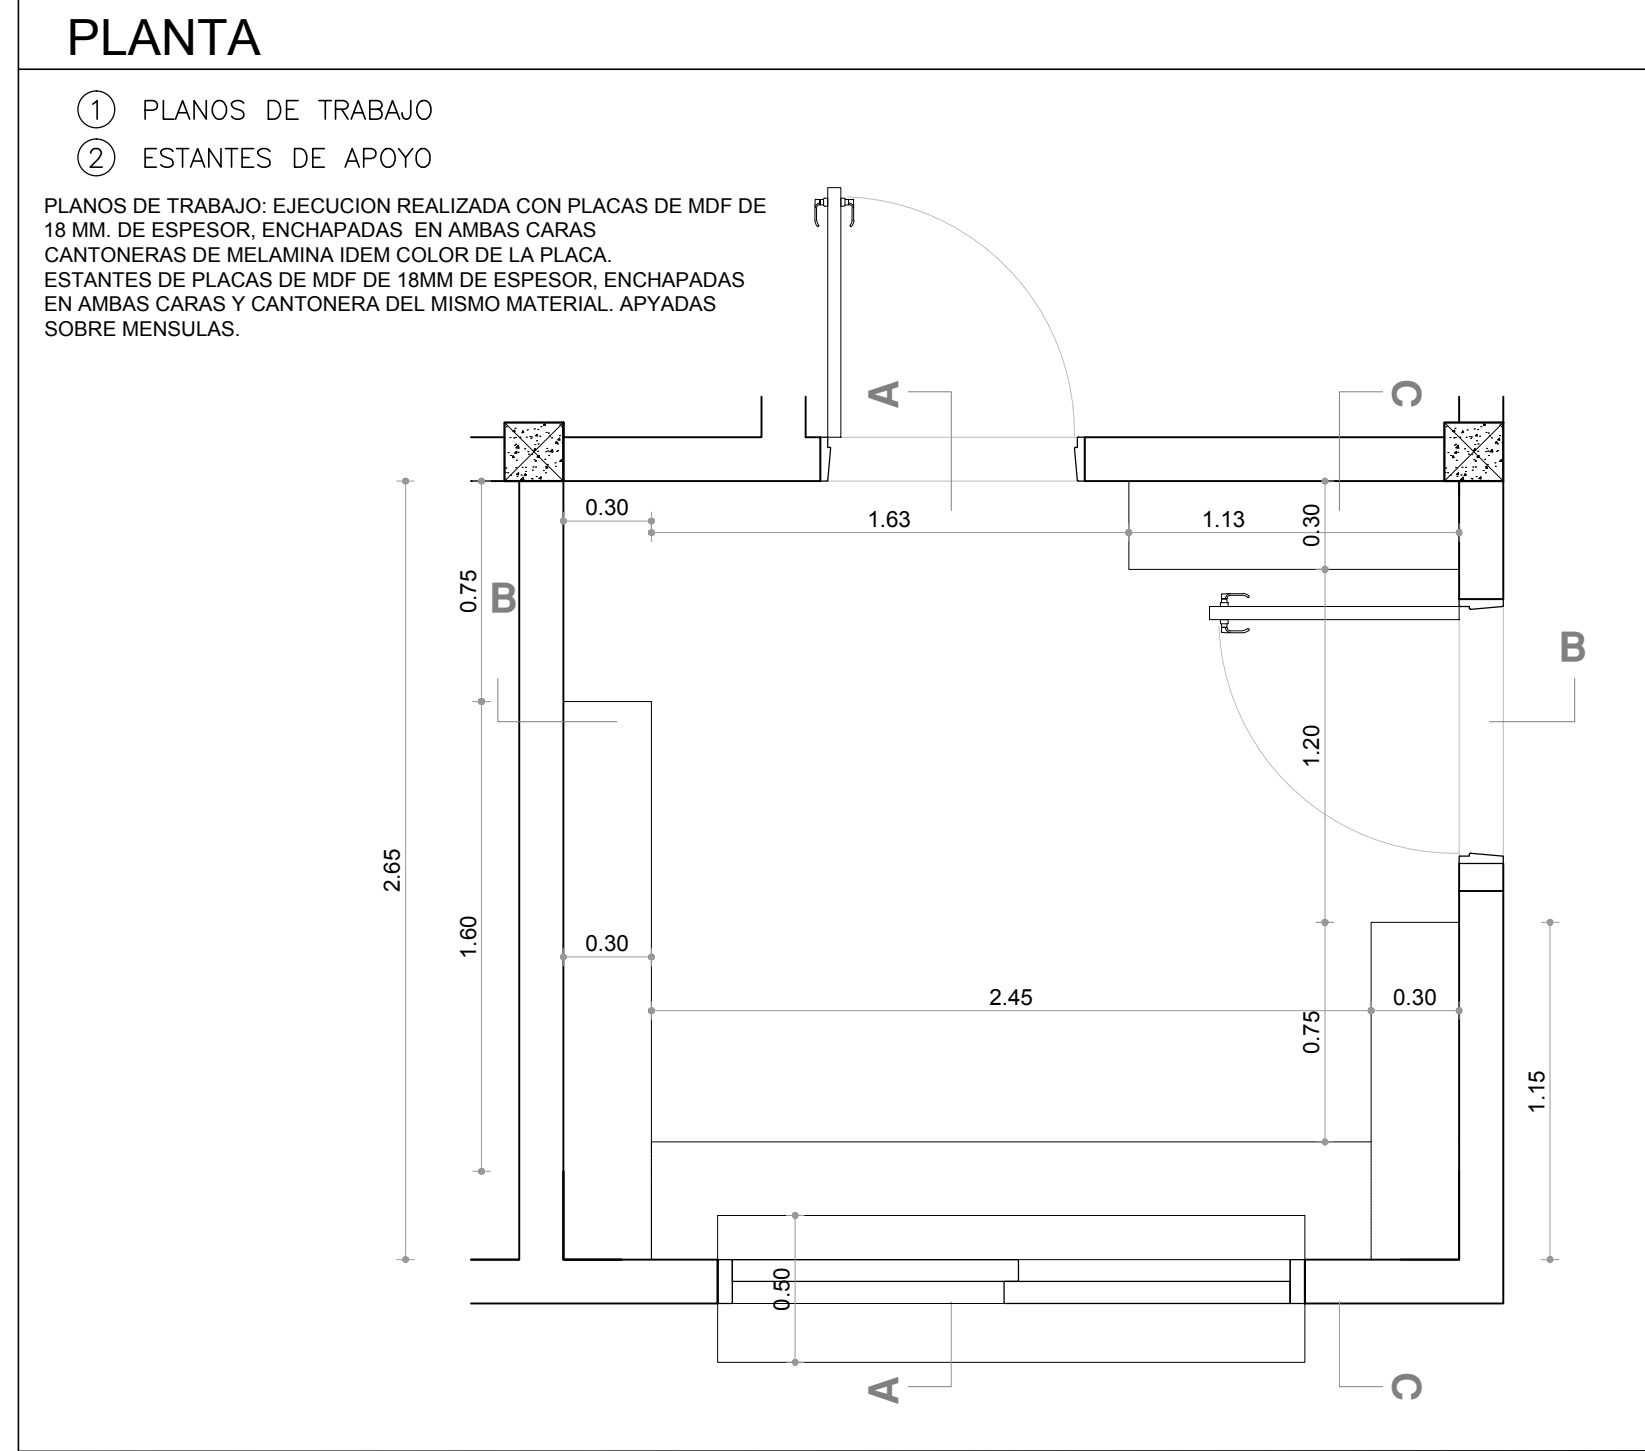 PLANTA
1 PLANOS DE TRABAJO
2 ESTANTES DE APOYO
PLANOS DE TRABAJO: EJECUCION REALIZADA CON PLACAS DE MDF DE
18 MM. DE ESPESOR, ENCHAPADAS EN AMBAS CARAS
CANTONERAS DE MELAMINA IDEM COLOR DE LA PLACA.
ESTANTES DE PLACAS DE MDF DE 18MM DE ESPESOR, ENCHAPADAS
EN AMBAS CARAS Y CANTONERA DEL MISMO MATERIAL. APYADAS
SOBRE MENSULAS.
A
C
0.30
1.63
1.13
0.30
0.75
B
B
1.20
2.65
1.60
0.30
2.45
0.30
0.75
1.15
0.50
A
C